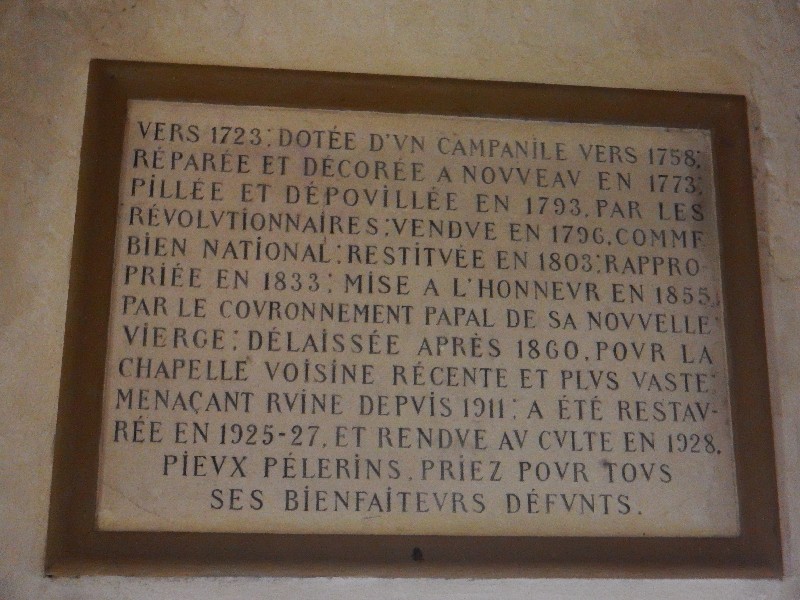 VERS 1723; DOTÉE D'VN CAMPANILE VERS 1758;
RÉPARÉE ET DÉCORÉE A NOVVEAV EN 1773;
PILLÉE ET DÉPOVILLÉE EN 1793, PAR LES
RÉVOLVTIONNAIRES; VENDVE EN 1796, COMME
BIEN NATIONAL; RESTITVÉE EN 1803; RAPPRO-
PRIÉE EN 1833; MISE A L'HONNEVR EN 1855,
PAR LE COVRONNEMENT PAPAL DE SA NOVVELLE
VIERGE; DÉLAISSÉE APRÈS 1860, POVR LA
CHAPELLE VOISINE RÉCENTE ET PLVS VASTE;
MENAÇANT RVINE DEPVIS 1911; A ÉTÉ RESTAV-
RÉE EN 1925-27, ET RENDVE AV CVLTE EN 1928.
PIEVX PÉLERINS, PRIEZ POVR TOVS
SES BIENFAITEVRS DÉFVNTS.